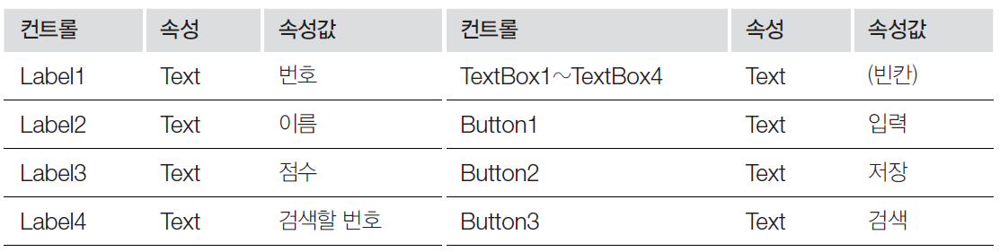 컨트롤 속성 속성값 컨트롤 속성 속성값
Label1 Text 번호 TextBox1~TextBox4 Text (빈칸)
Label2 Text 이름 Button1 Text 입력
Label3 Text 점수 Button2 Text 저장
Label4 Text 검색할 번호 Button3 Text 검색